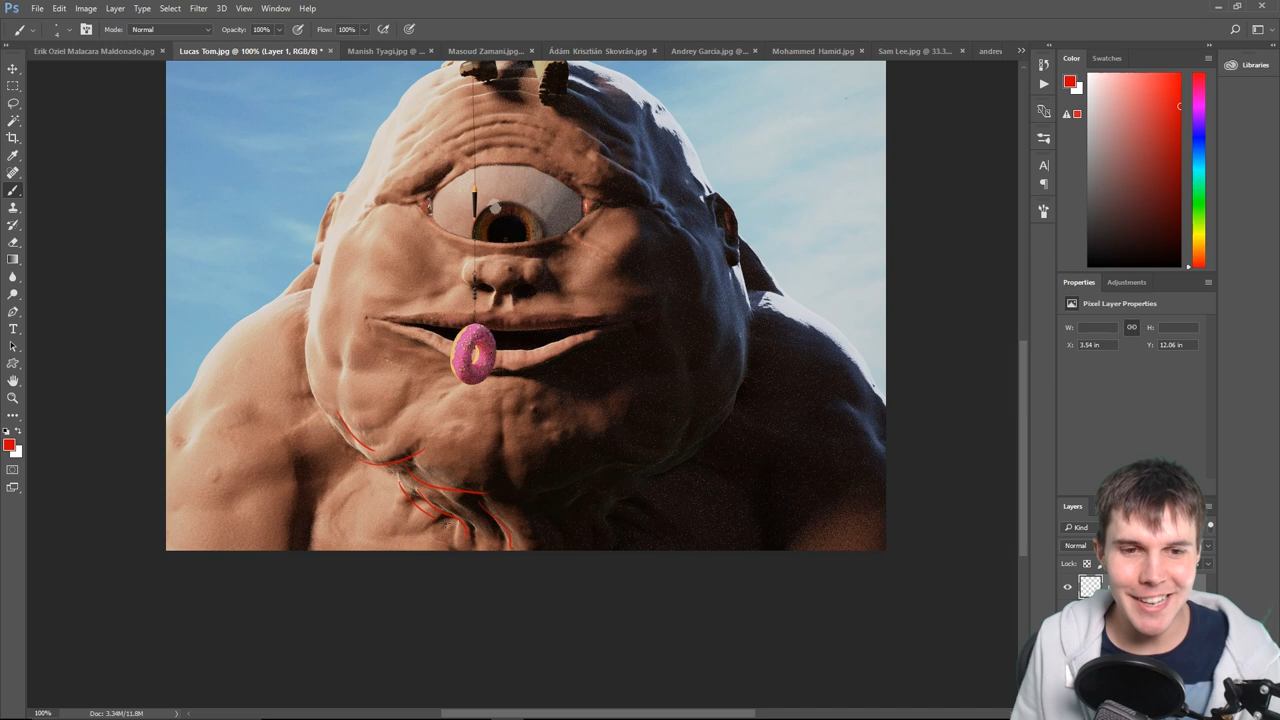 Ps File Edit Image Layer Type Select Filter 3D View Window Help
Mode: Normal Opacity: 100% Flow: 100%
Erik Oziel Malacara Maldonado.jpg × Lucas Tom.jpg @ 100% (Layer 1, RGB/8) * × Manish Tyagi.jpg @ ... × Masoud Zamani.jpg... × Ádám Krisztián Skovrán.jpg × Andrey Garcia.jpg @... × Mohammed Hamid.jpg × Sam Lee.jpg @ 33.3... × andre
4
Color Swatches
Libraries
Properties Adjustments
Pixel Layer Properties
W: H:
X: 3.54 in Y: 12.06 in
Layers
Kind
Normal
Lock:
100% Doc: 3.34M/11.8M